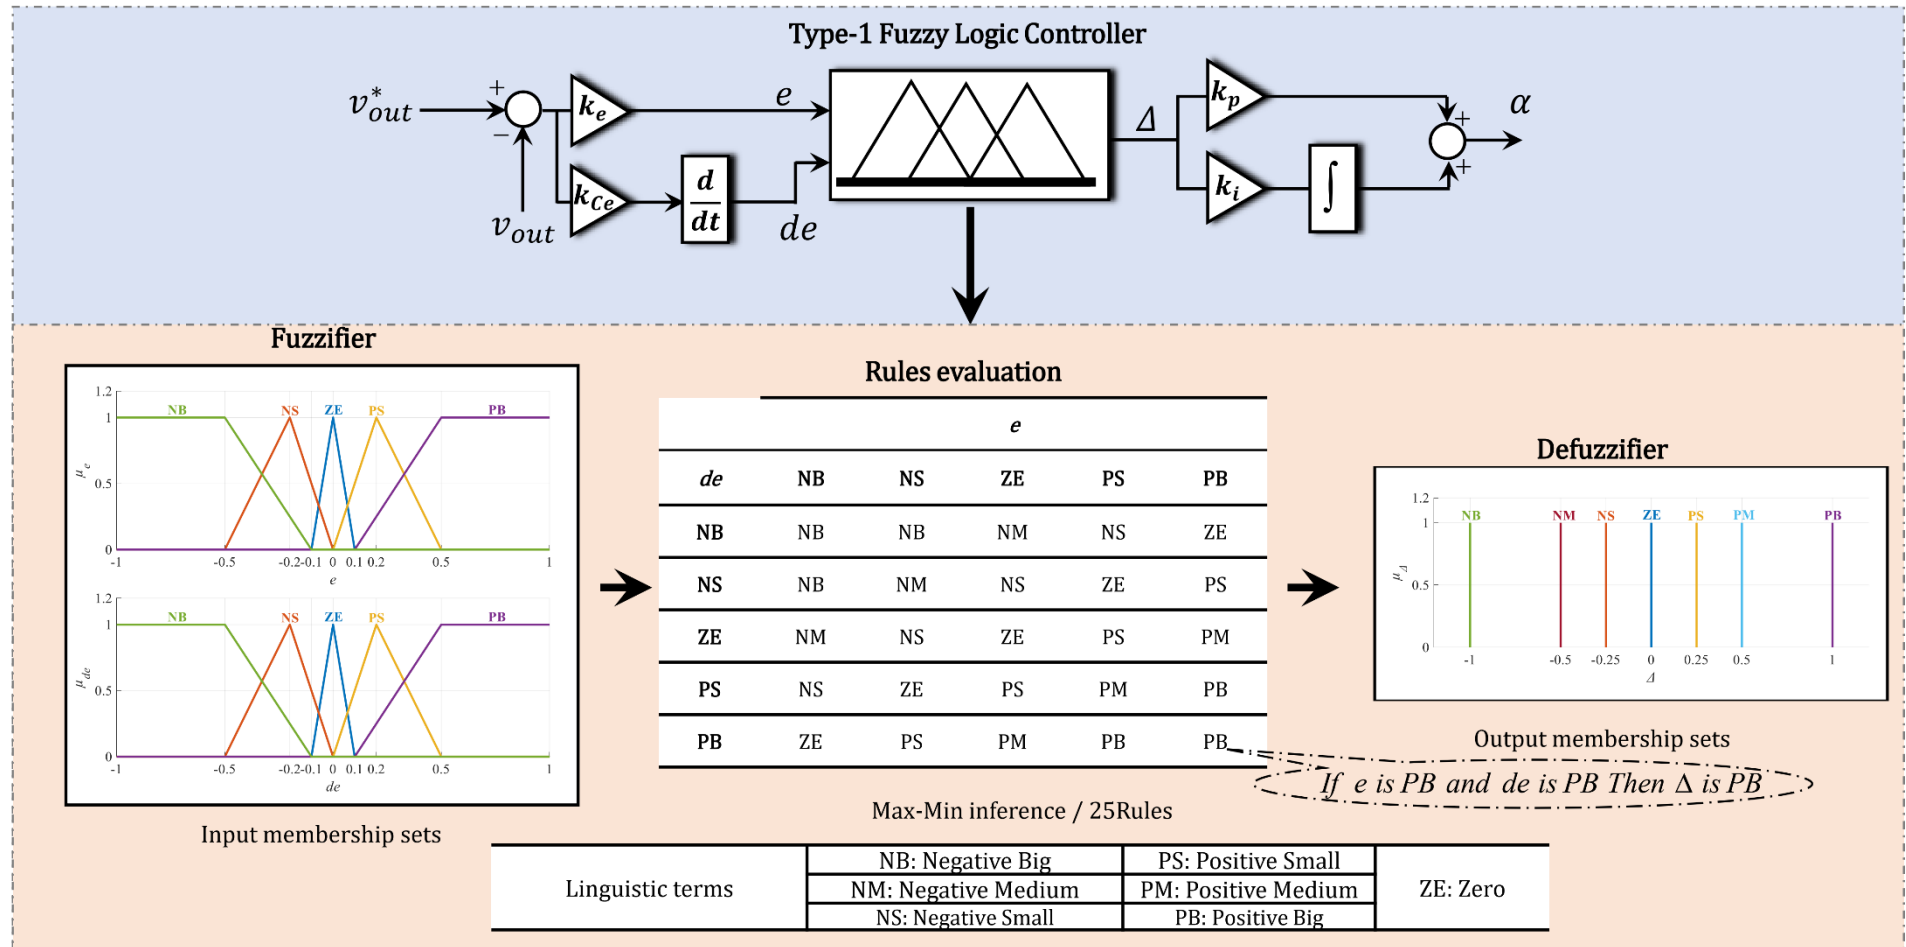 Type-1 Fuzzy Logic Controller
v*out
+
−
vout
ke
kCe
d
dt
e
de
Δ
kp
ki
∫
+
+
α
Fuzzifier
1.2
1
0.5
0
μe
NB
NS
ZE
PS
PB
-1 -0.5 -0.2 -0.1 0 0.1 0.2 0.5 1
e
1.2
1
0.5
0
μde
NB
NS
ZE
PS
PB
-1 -0.5 -0.2 -0.1 0 0.1 0.2 0.5 1
de
Input membership sets
Rules evaluation
e
de NB NS ZE PS PB
NB NB NB NM NS ZE
NS NB NM NS ZE PS
ZE NM NS ZE PS PM
PS NS ZE PS PM PB
PB ZE PS PM PB PB
Max-Min inference / 25Rules
Defuzzifier
1.2
1
0.5
0
μΔ
NB NM NS ZE PS PM PB
-1 -0.5 -0.25 0 0.25 0.5 1
Δ
Output membership sets
If e is PB and de is PB Then Δ is PB
Linguistic terms
NB: Negative Big
NM: Negative Medium
NS: Negative Small
PS: Positive Small
PM: Positive Medium
PB: Positive Big
ZE: Zero